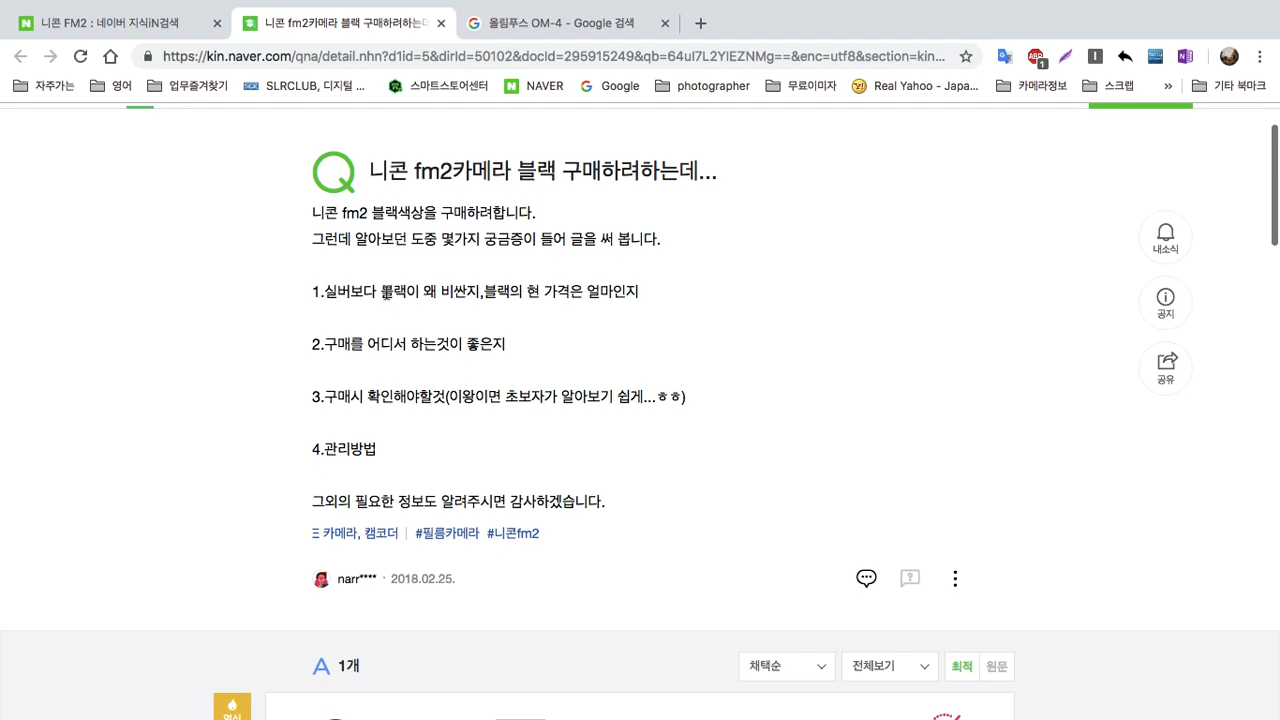 니콘 FM2 : 네이버 지식iN검색
니콘 fm2카메라 블랙 구매하려하는데
올림푸스 OM-4 - Google 검색
https://kin.naver.com/qna/detail.nhn?d1id=5&dirId=50102&docId=295915249&qb=64uI7L2YIEZNMg==&enc=utf8&section=kin...
자주가는
영어
업무즐겨찾기
SLRCLUB, 디지털 ...
스마트스토어센터
NAVER
Google
photographer
무료이미자
Real Yahoo - Japa...
카메라정보
스크랩
»
기타 북마크
Q 니콘 fm2카메라 블랙 구매하려하는데...
니콘 fm2 블랙색상을 구매하려합니다.
그런데 알아보던 도중 몇가지 궁금증이 들어 글을 써 봅니다.
1.실버보다 블랙이 왜 비싼지,블랙의 현 가격은 얼마인지
2.구매를 어디서 하는것이 좋은지
3.구매시 확인해야할것(이왕이면 초보자가 알아보기 쉽게...ㅎㅎ)
4.관리방법
그외의 필요한 정보도 알려주시면 감사하겠습니다.
카메라, 캠코더 | #필름카메라 #니콘fm2
narr**** · 2018.02.25.
내소식
공지
공유
A 1개
채택순
전체보기
최적
원문